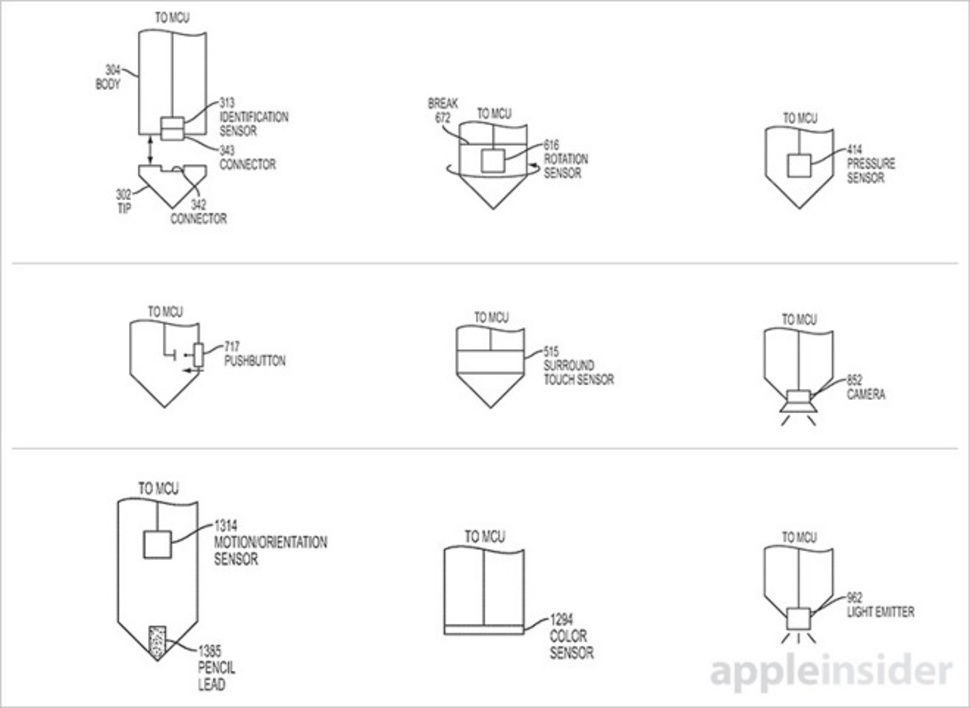 TO MCU
304
BODY
313
IDENTIFICATION
SENSOR
343
CONNECTOR
302
TIP
342
CONNECTOR
BREAK
672
TO MCU
616
ROTATION
SENSOR
TO MCU
414
PRESSURE
SENSOR
TO MCU
717
PUSHBUTTON
TO MCU
515
SURROUND
TOUCH SENSOR
TO MCU
852
CAMERA
TO MCU
1314
MOTION/ORIENTATION
SENSOR
1385
PENCIL
LEAD
TO MCU
1294
COLOR
SENSOR
TO MCU
962
LIGHT EMITTER
appleinsider